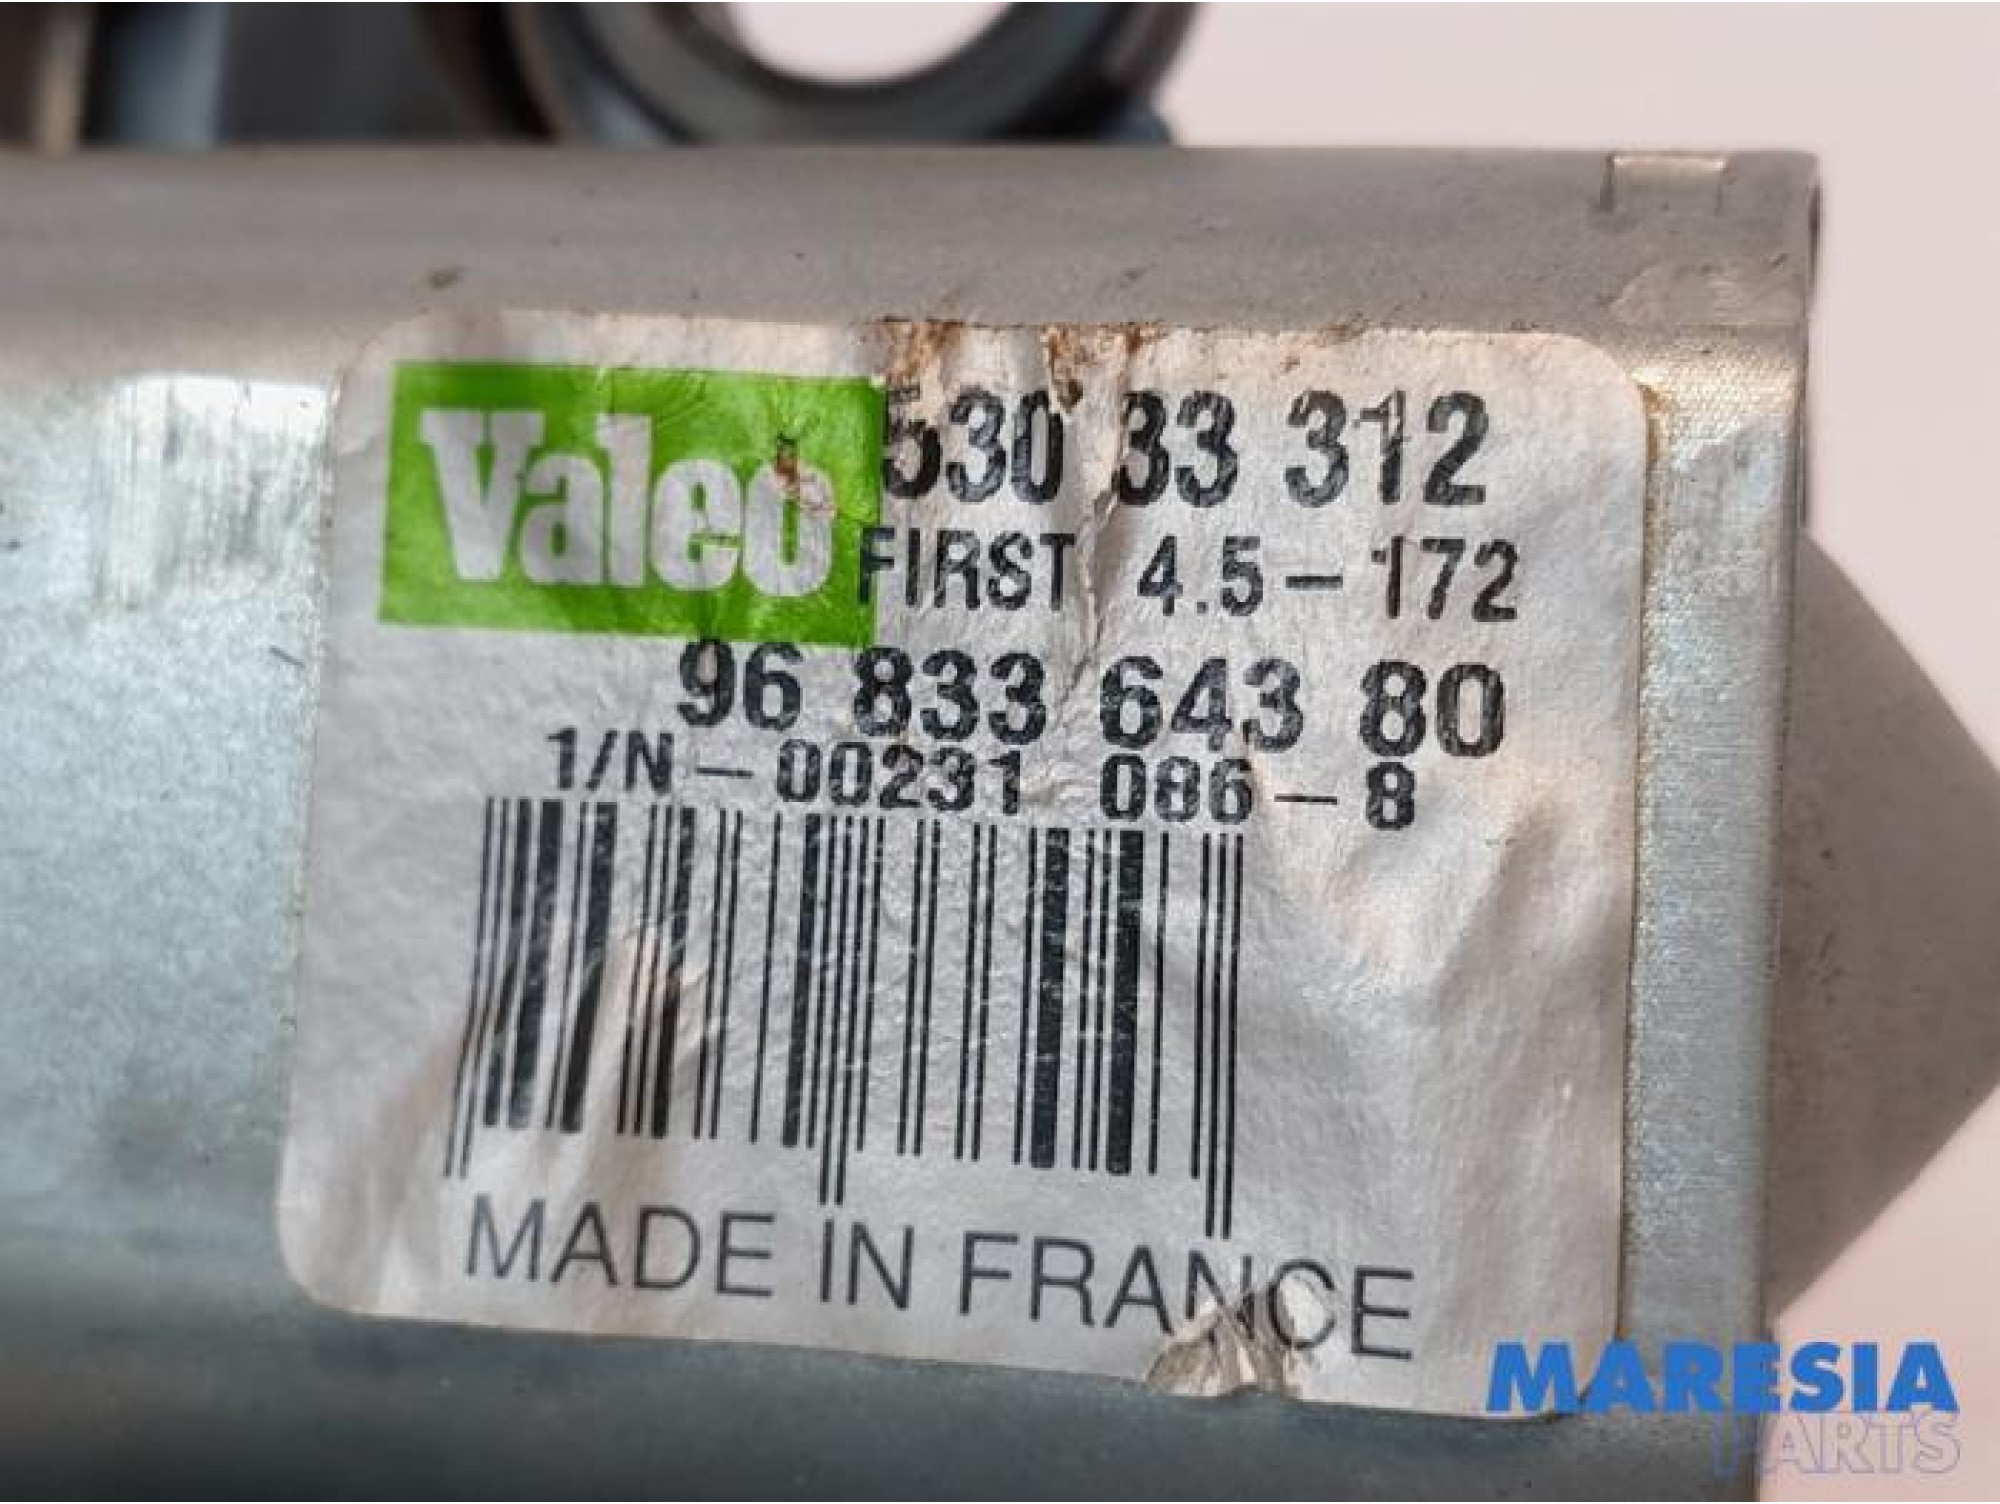 Valeo
530 33 312
FIRST 4.5-172
96 833 643 80
1/N-00231 086-8
MADE IN FRANCE
MARESIA
PARTS